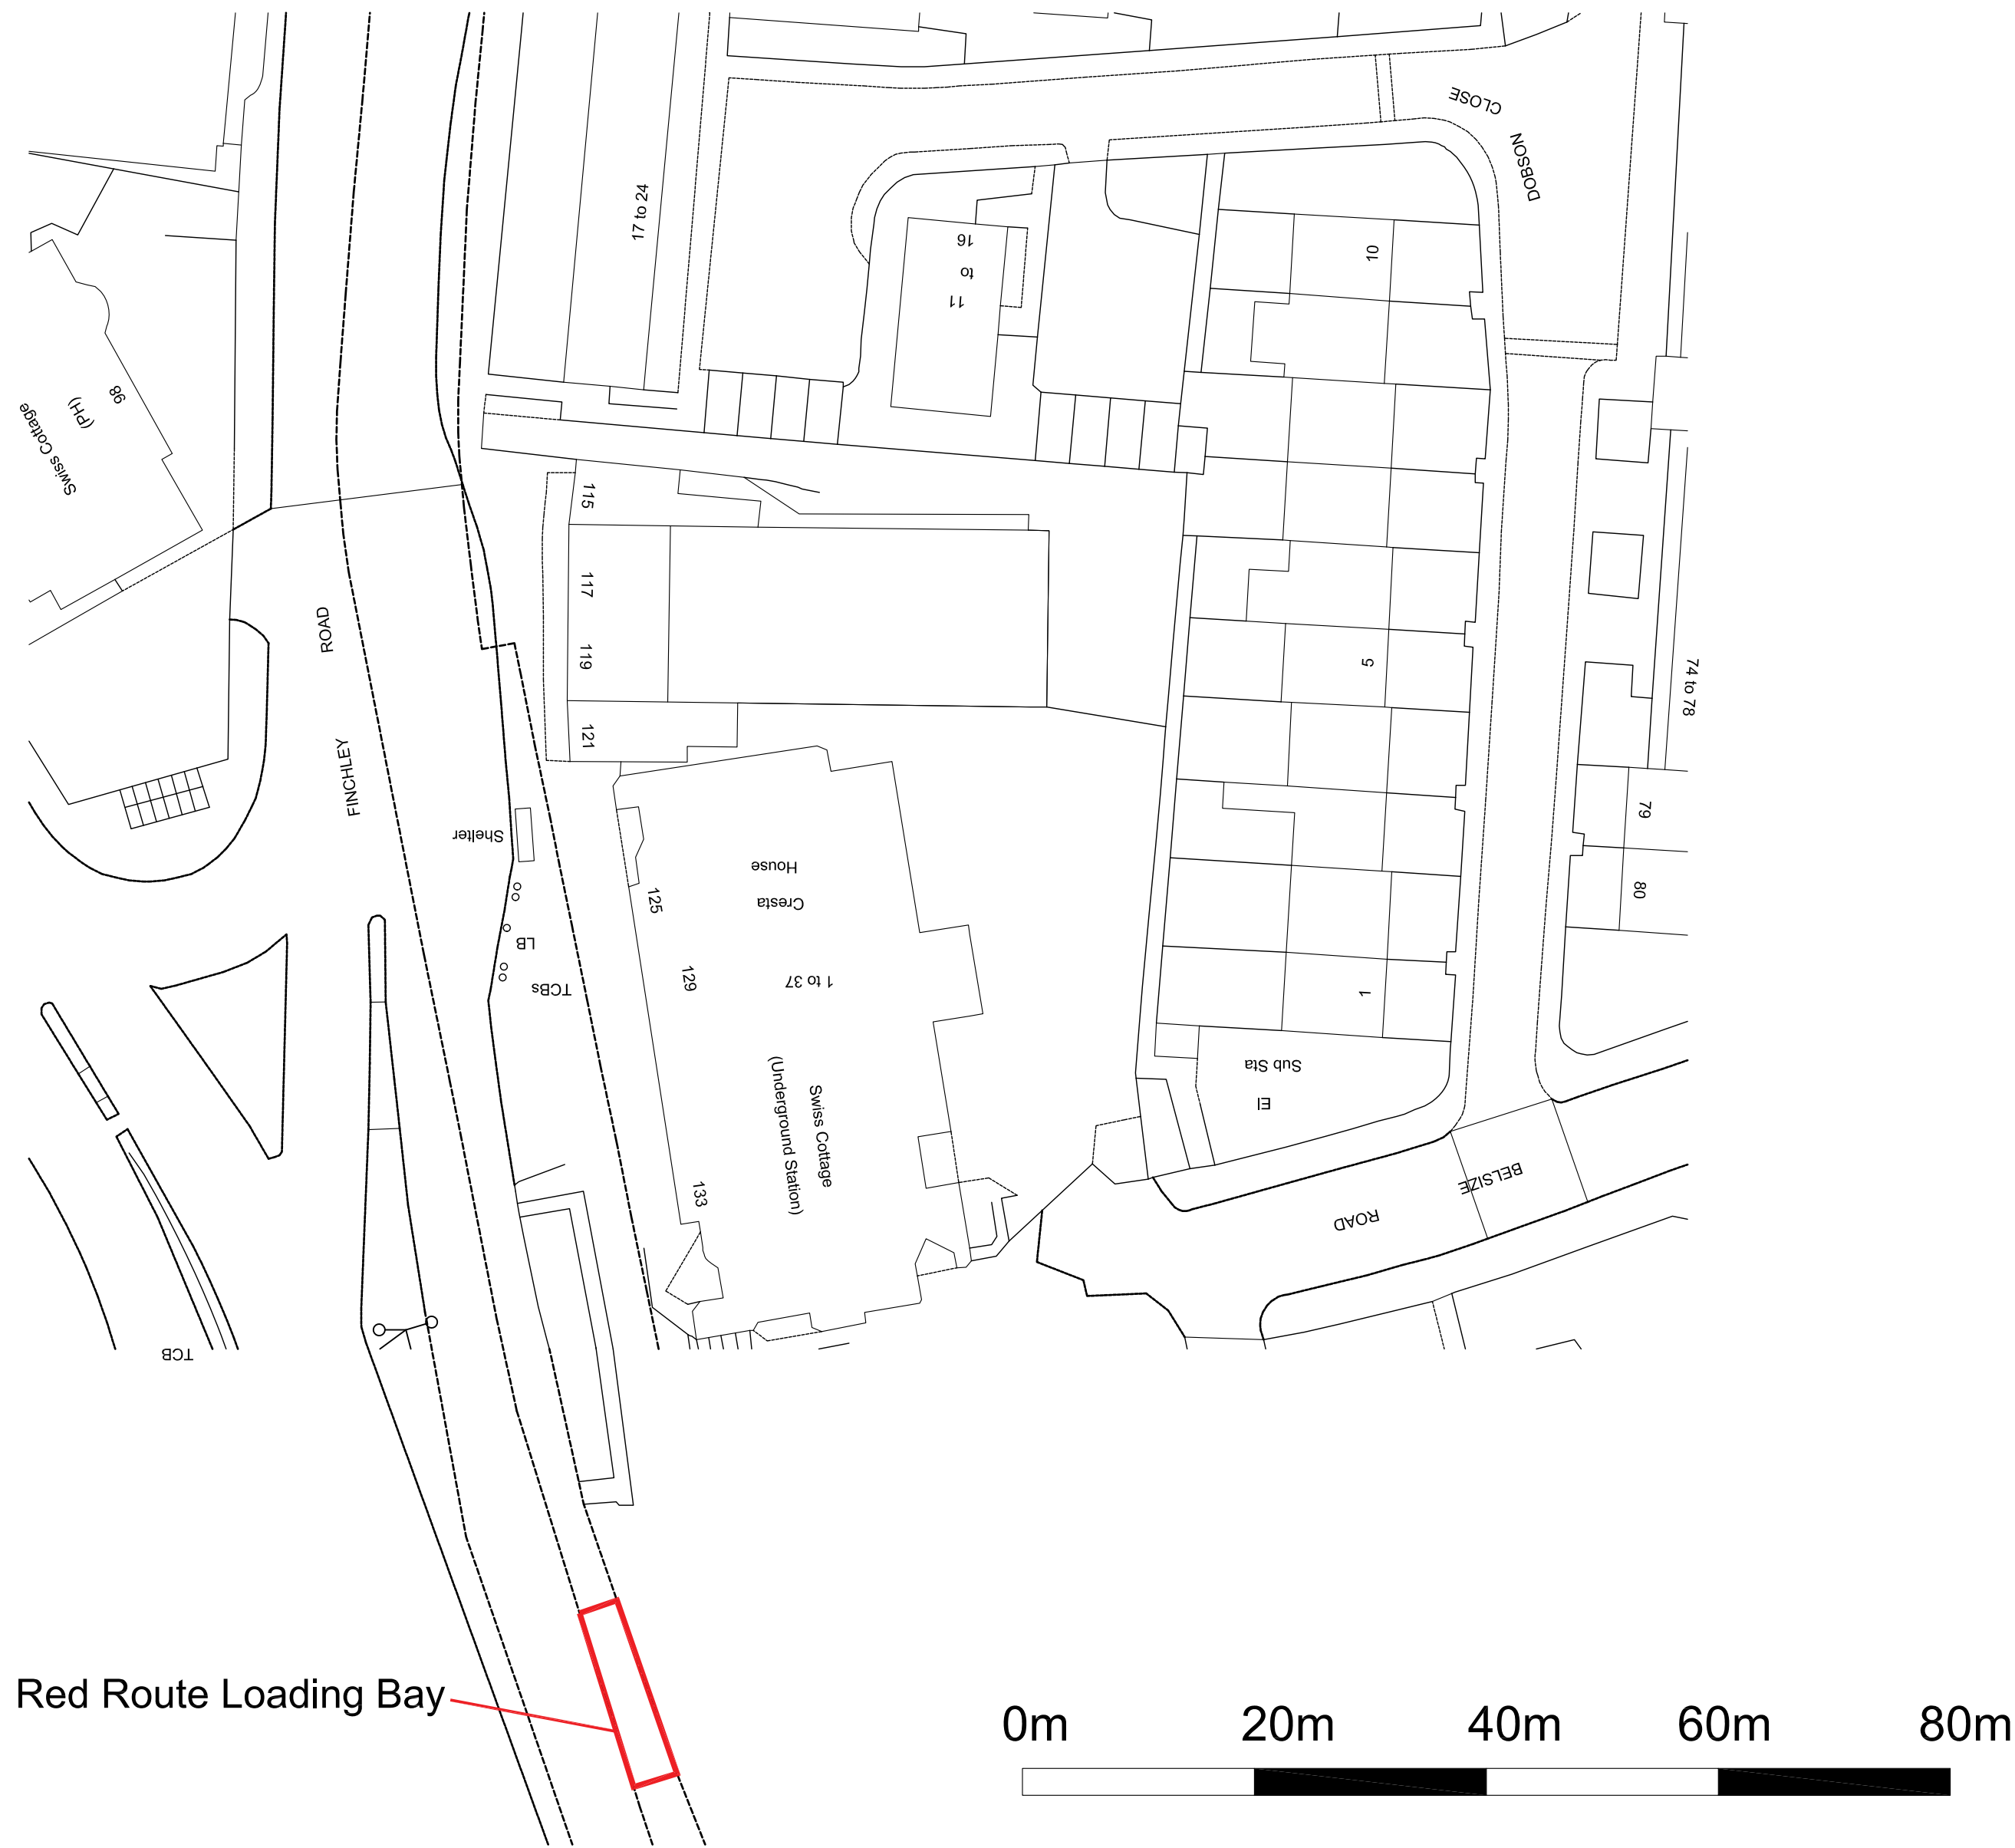 CLOSE
DOBSON
17 to 24
16
to
11
10
98
(PH)
Swiss Cottage
115
117
119
121
ROAD
FINCHLEY
5
74 to 78
79
80
Shelter
House
Cresta
125
LB
129
1 to 37
TCBs
1
Sub Sta
El
Swiss Cottage
(Underground Station)
133
BELSIZE
ROAD
TCB
Red Route Loading Bay
0m 20m 40m 60m 80m